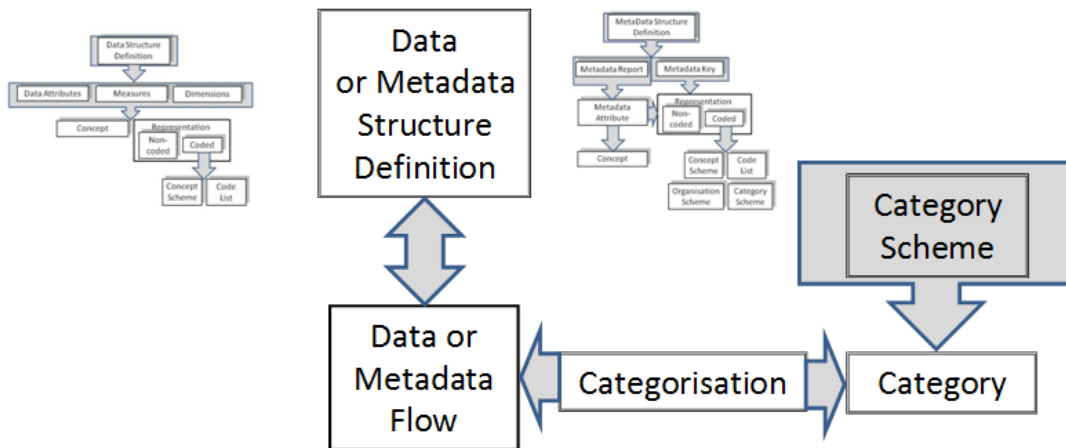 Data Structure
Definition
Data Attributes
Measures
Dimensions
Concept
Representation
Non-
coded
Coded
Concept
Scheme
Code
List
Data
or Metadata
Structure
Definition
MetaData Structure
Definition
Metadata Report
Metadata Key
Metadata
Attribute
Representation
Non-
coded
Coded
Concept
Concept
Scheme
Code
List
Organisation
Scheme
Category
Scheme
Category
Scheme
Data or
Metadata
Flow
Categorisation
Category